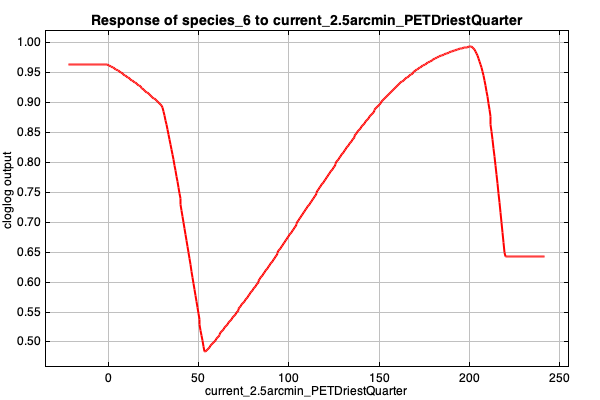 Response of species_6 to current_2.5arcmin_PETDriestQuarter
1.00
0.95
0.90
0.85
0.80
0.75
0.70
0.65
0.60
0.55
0.50
cloglog output
0 50 100 150 200 250
current_2.5arcmin_PETDriestQuarter